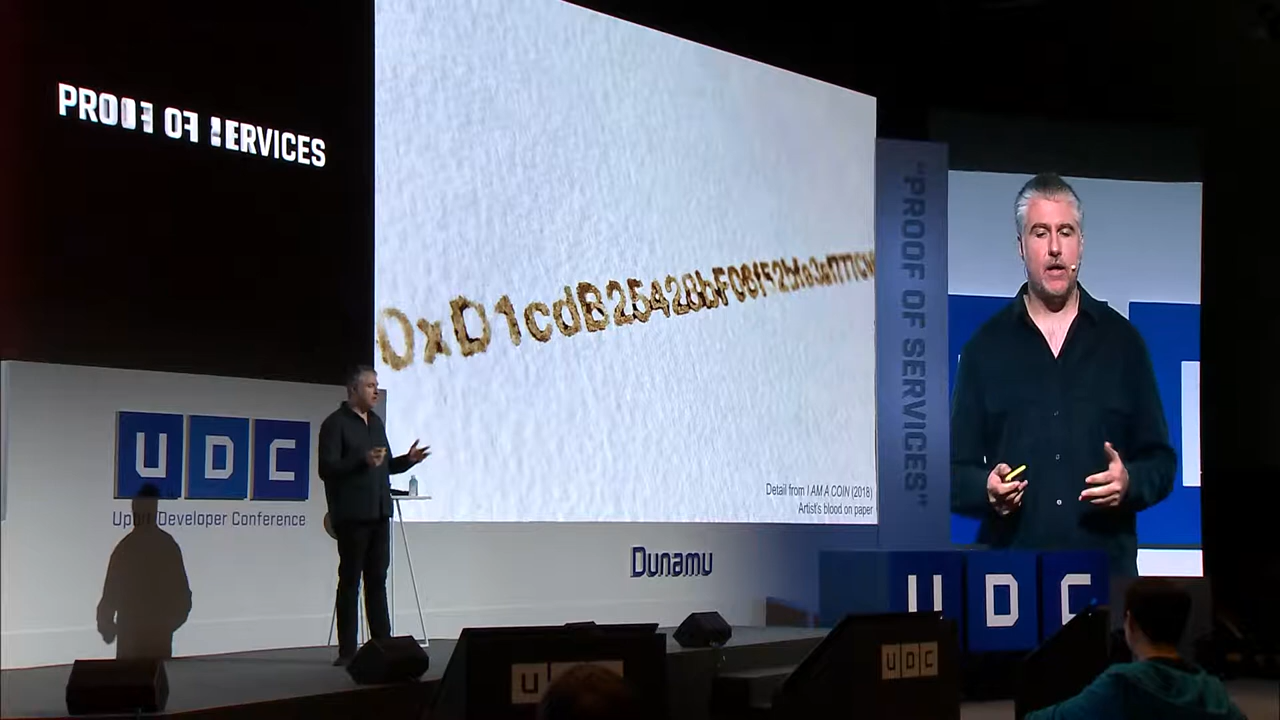 PROOF OF SERVICES
Detail from I AM A COIN (2018)
Artist's blood on paper
"PROOF OF SERVICES"
UDC
Upbit Developer Conference
Dunamu
UDC
UDC